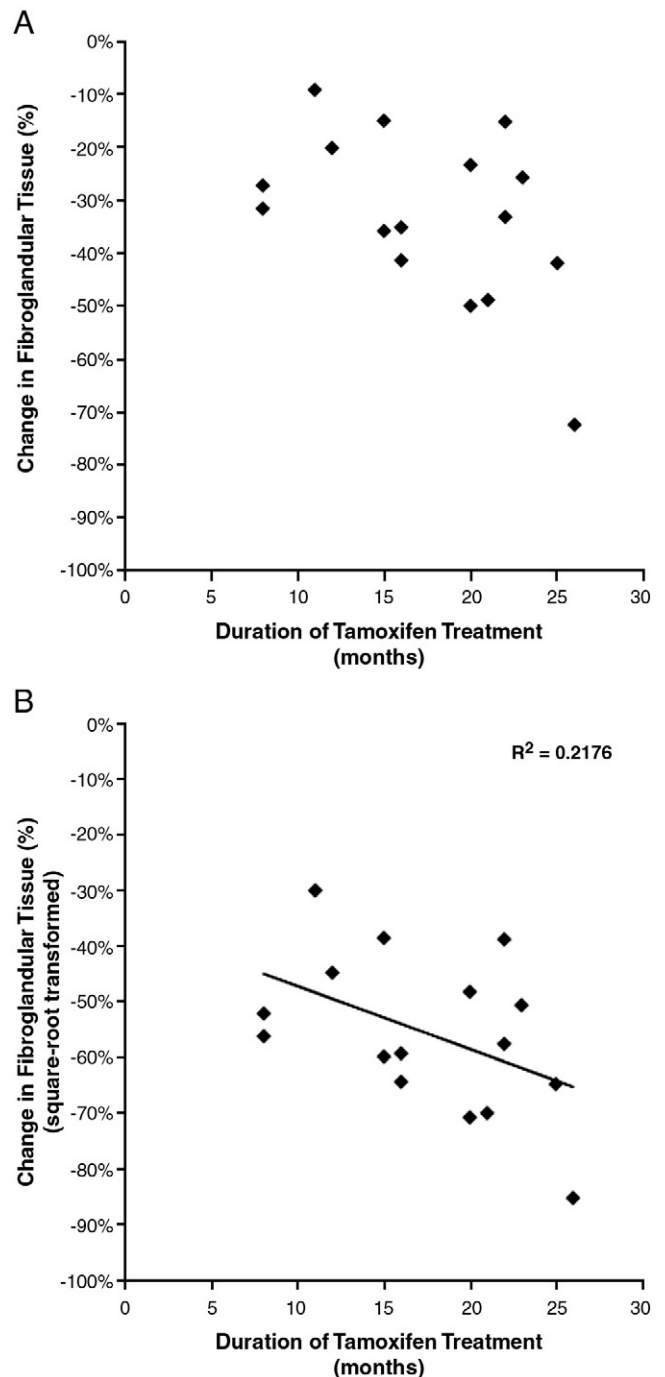 A
Change in Fibroglandular Tissue (%)
0%
-10%
-20%
-30%
-40%
-50%
-60%
-70%
-80%
-90%
-100%
0 5 10 15 20 25 30
Duration of Tamoxifen Treatment
(months)
B
Change in Fibroglandular Tissue (%)
(square-root transformed)
0%
-10%
-20%
-30%
-40%
-50%
-60%
-70%
-80%
-90%
-100%
R² = 0.2176
0 5 10 15 20 25 30
Duration of Tamoxifen Treatment
(months)